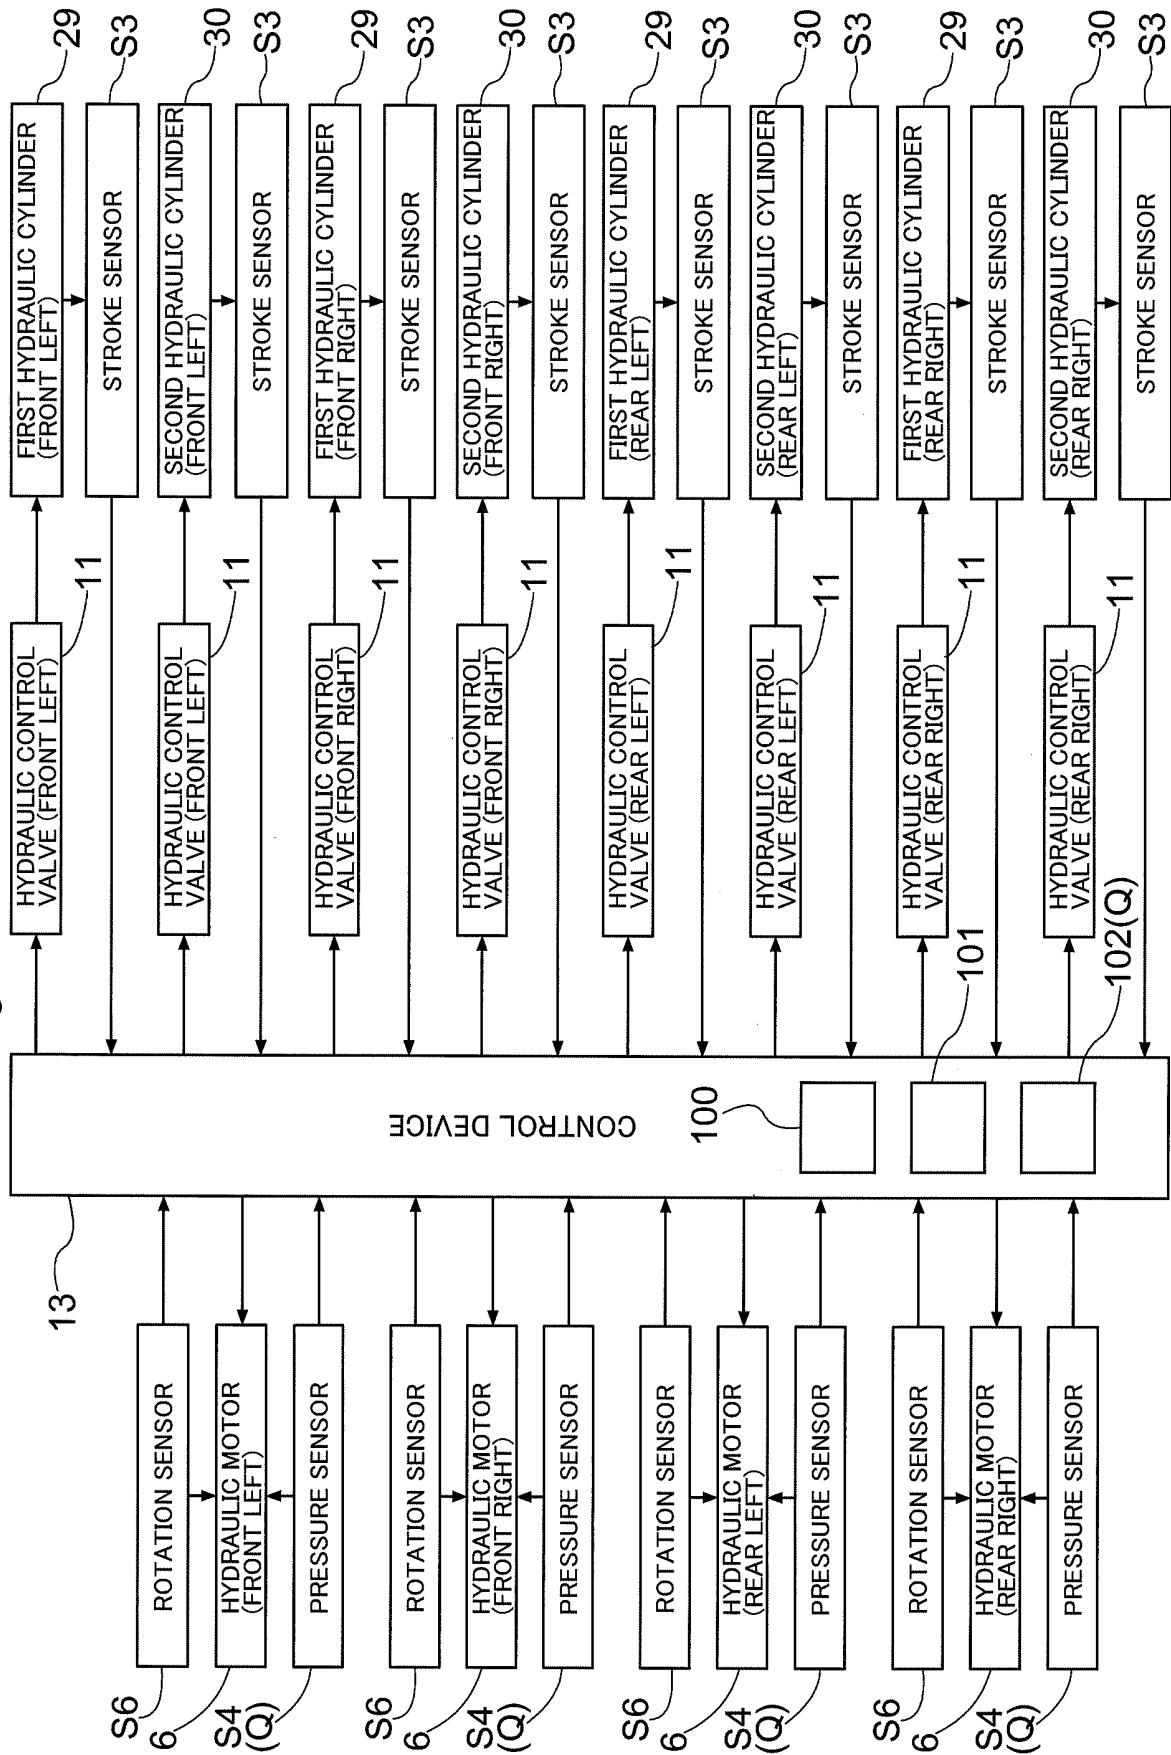 S6
ROTATION SENSOR
6
HYDRAULIC MOTOR
(FRONT LEFT)
S4
(Q)
PRESSURE SENSOR
S6
ROTATION SENSOR
6
HYDRAULIC MOTOR
(FRONT RIGHT)
S4
(Q)
PRESSURE SENSOR
S6
ROTATION SENSOR
6
HYDRAULIC MOTOR
(REAR LEFT)
S4
(Q)
PRESSURE SENSOR
S6
ROTATION SENSOR
6
HYDRAULIC MOTOR
(REAR RIGHT)
S4
(Q)
PRESSURE SENSOR
13
CONTROL DEVICE
100
101
102(Q)
HYDRAULIC CONTROL
VALVE (FRONT LEFT)
11
FIRST HYDRAULIC CYLINDER
(FRONT LEFT)
29
STROKE SENSOR
S3
HYDRAULIC CONTROL
VALVE (FRONT LEFT)
11
SECOND HYDRAULIC CYLINDER
(FRONT LEFT)
30
STROKE SENSOR
S3
HYDRAULIC CONTROL
VALVE (FRONT RIGHT)
11
FIRST HYDRAULIC CYLINDER
(FRONT RIGHT)
29
STROKE SENSOR
S3
HYDRAULIC CONTROL
VALVE (FRONT RIGHT)
11
SECOND HYDRAULIC CYLINDER
(FRONT RIGHT)
30
STROKE SENSOR
S3
HYDRAULIC CONTROL
VALVE (REAR LEFT)
11
FIRST HYDRAULIC CYLINDER
(REAR LEFT)
29
STROKE SENSOR
S3
HYDRAULIC CONTROL
VALVE (REAR LEFT)
11
SECOND HYDRAULIC CYLINDER
(REAR LEFT)
30
STROKE SENSOR
S3
HYDRAULIC CONTROL
VALVE (REAR RIGHT)
11
FIRST HYDRAULIC CYLINDER
(REAR RIGHT)
29
STROKE SENSOR
S3
HYDRAULIC CONTROL
VALVE (REAR RIGHT)
11
SECOND HYDRAULIC CYLINDER
(REAR RIGHT)
30
STROKE SENSOR
S3